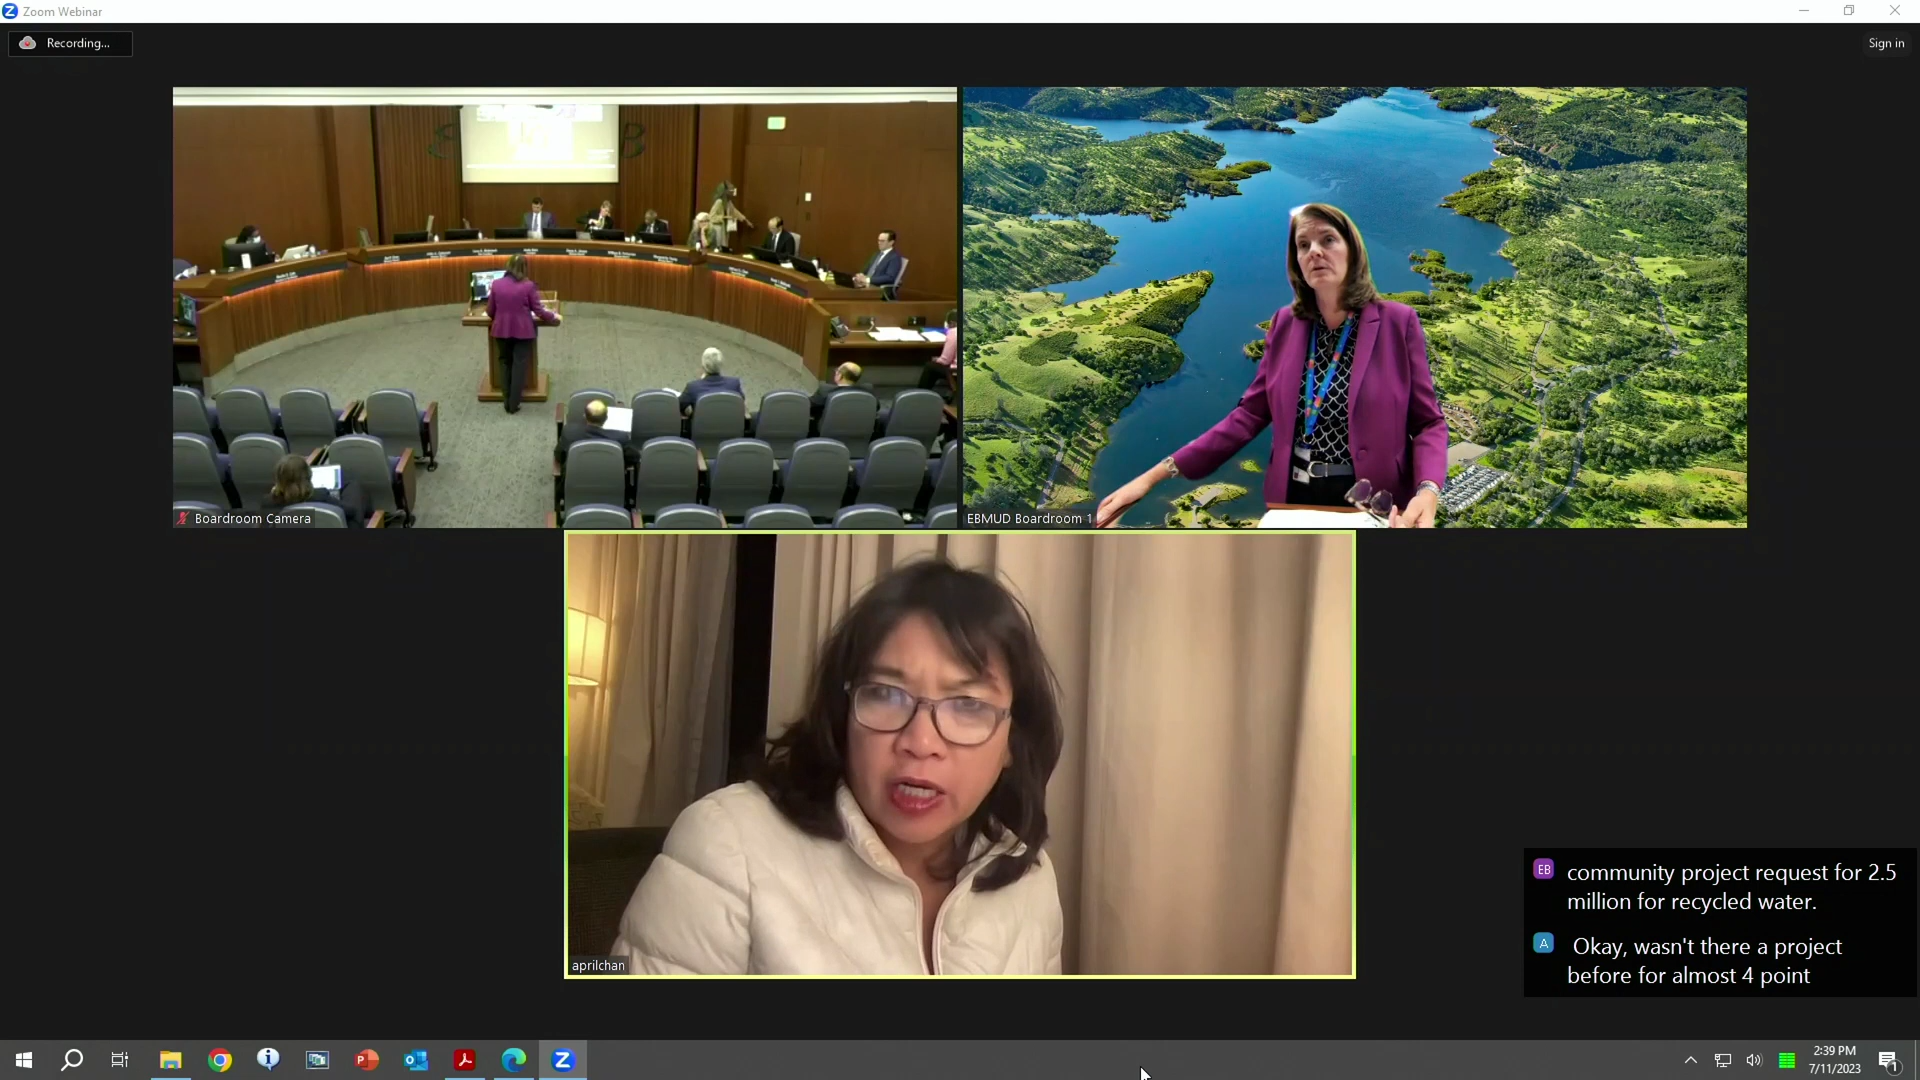 Zoom Webinar
Recording...
Sign in
Boardroom Camera
EBMUD Boardroom 1
aprilchan
EB
community project request for 2.5
million for recycled water.
A
Okay, wasn't there a project
before for almost 4 point
2:39 PM
7/11/2023
1